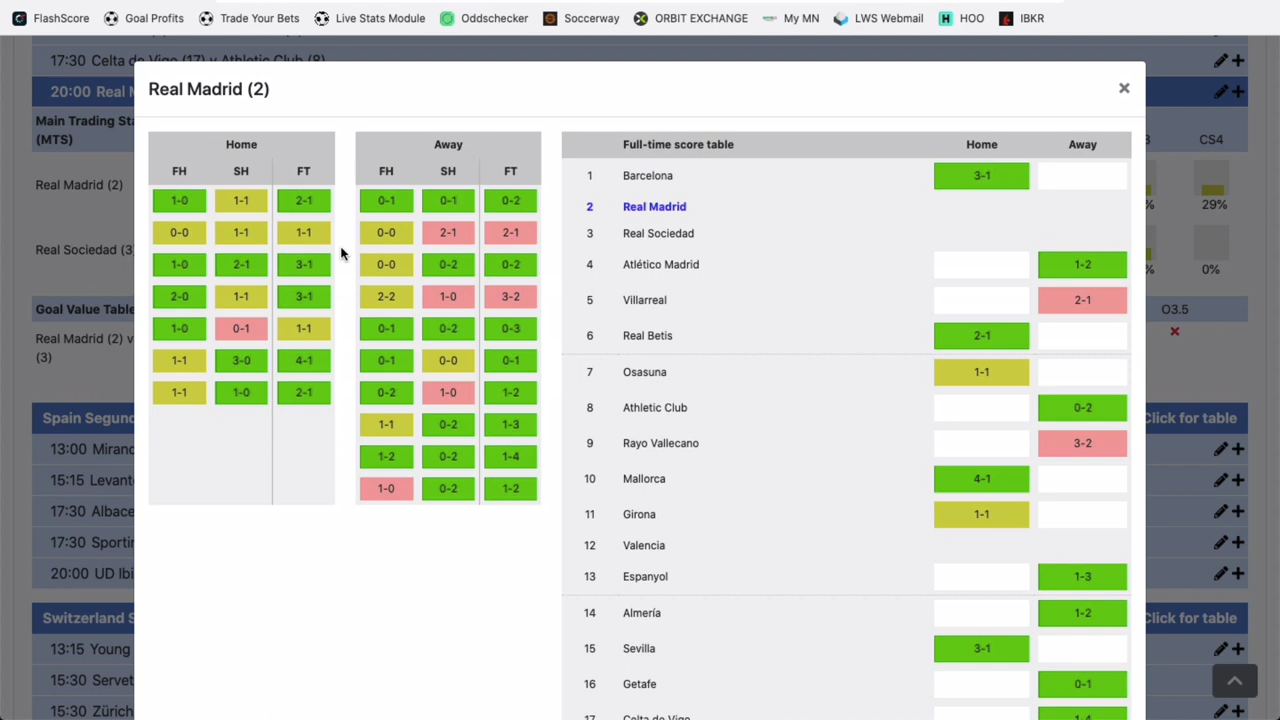 FlashScore Goal Profits Trade Your Bets Live Stats Module Oddschecker Soccerway ORBIT EXCHANGE My MN LWS Webmail HOO IBKR
17:30 Celta de Vigo (17) v Athletic Club (8)
20:00 Real M
Main Trading Sta
(MTS)
CS4
Real Madrid (2)
% 29%
Real Sociedad (3
% 0%
Goal Value Table
O3.5
Real Madrid (2) v
(3)
Spain Segun
Click for table
13:00 Miran
15:15 Levant
17:30 Albace
17:30 Sportin
20:00 UD Ibi
Switzerland S
Click for table
13:15 Young
15:30 Servet
15:30 Zürich
Real Madrid (2) ×
Home
FH SH FT
1-0 1-1 2-1
0-0 1-1 1-1
1-0 2-1 3-1
2-0 1-1 3-1
1-0 0-1 1-1
1-1 3-0 4-1
1-1 1-0 2-1
Away
FH SH FT
0-1 0-1 0-2
0-0 2-1 2-1
0-0 0-2 0-2
2-2 1-0 3-2
0-1 0-2 0-3
0-1 0-0 0-1
0-2 1-0 1-2
1-1 0-2 1-3
1-2 0-2 1-4
1-0 0-2 1-2
Full-time score table Home Away
1 Barcelona 3-1
2 Real Madrid
3 Real Sociedad
4 Atlético Madrid 1-2
5 Villarreal 2-1
6 Real Betis 2-1
7 Osasuna 1-1
8 Athletic Club 0-2
9 Rayo Vallecano 3-2
10 Mallorca 4-1
11 Girona 1-1
12 Valencia
13 Espanyol 1-3
14 Almería 1-2
15 Sevilla 3-1
16 Getafe 0-1
17 Celta de Vigo 1-4